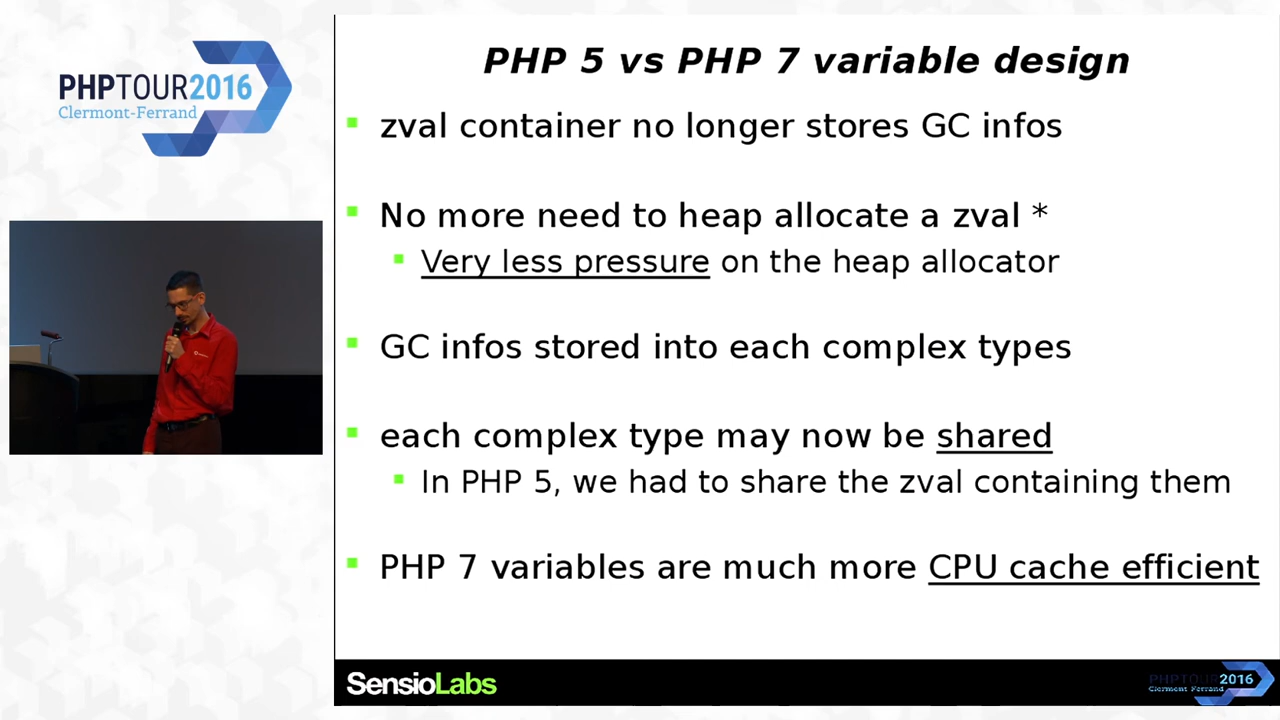 PHPTOUR2016
Clermont-Ferrand
PHP 5 vs PHP 7 variable design
zval container no longer stores GC infos
No more need to heap allocate a zval *
Very less pressure on the heap allocator
GC infos stored into each complex types
each complex type may now be shared
In PHP 5, we had to share the zval containing them
PHP 7 variables are much more CPU cache efficient
SensioLabs
PHPTOUR2016
Clermont-Ferrand